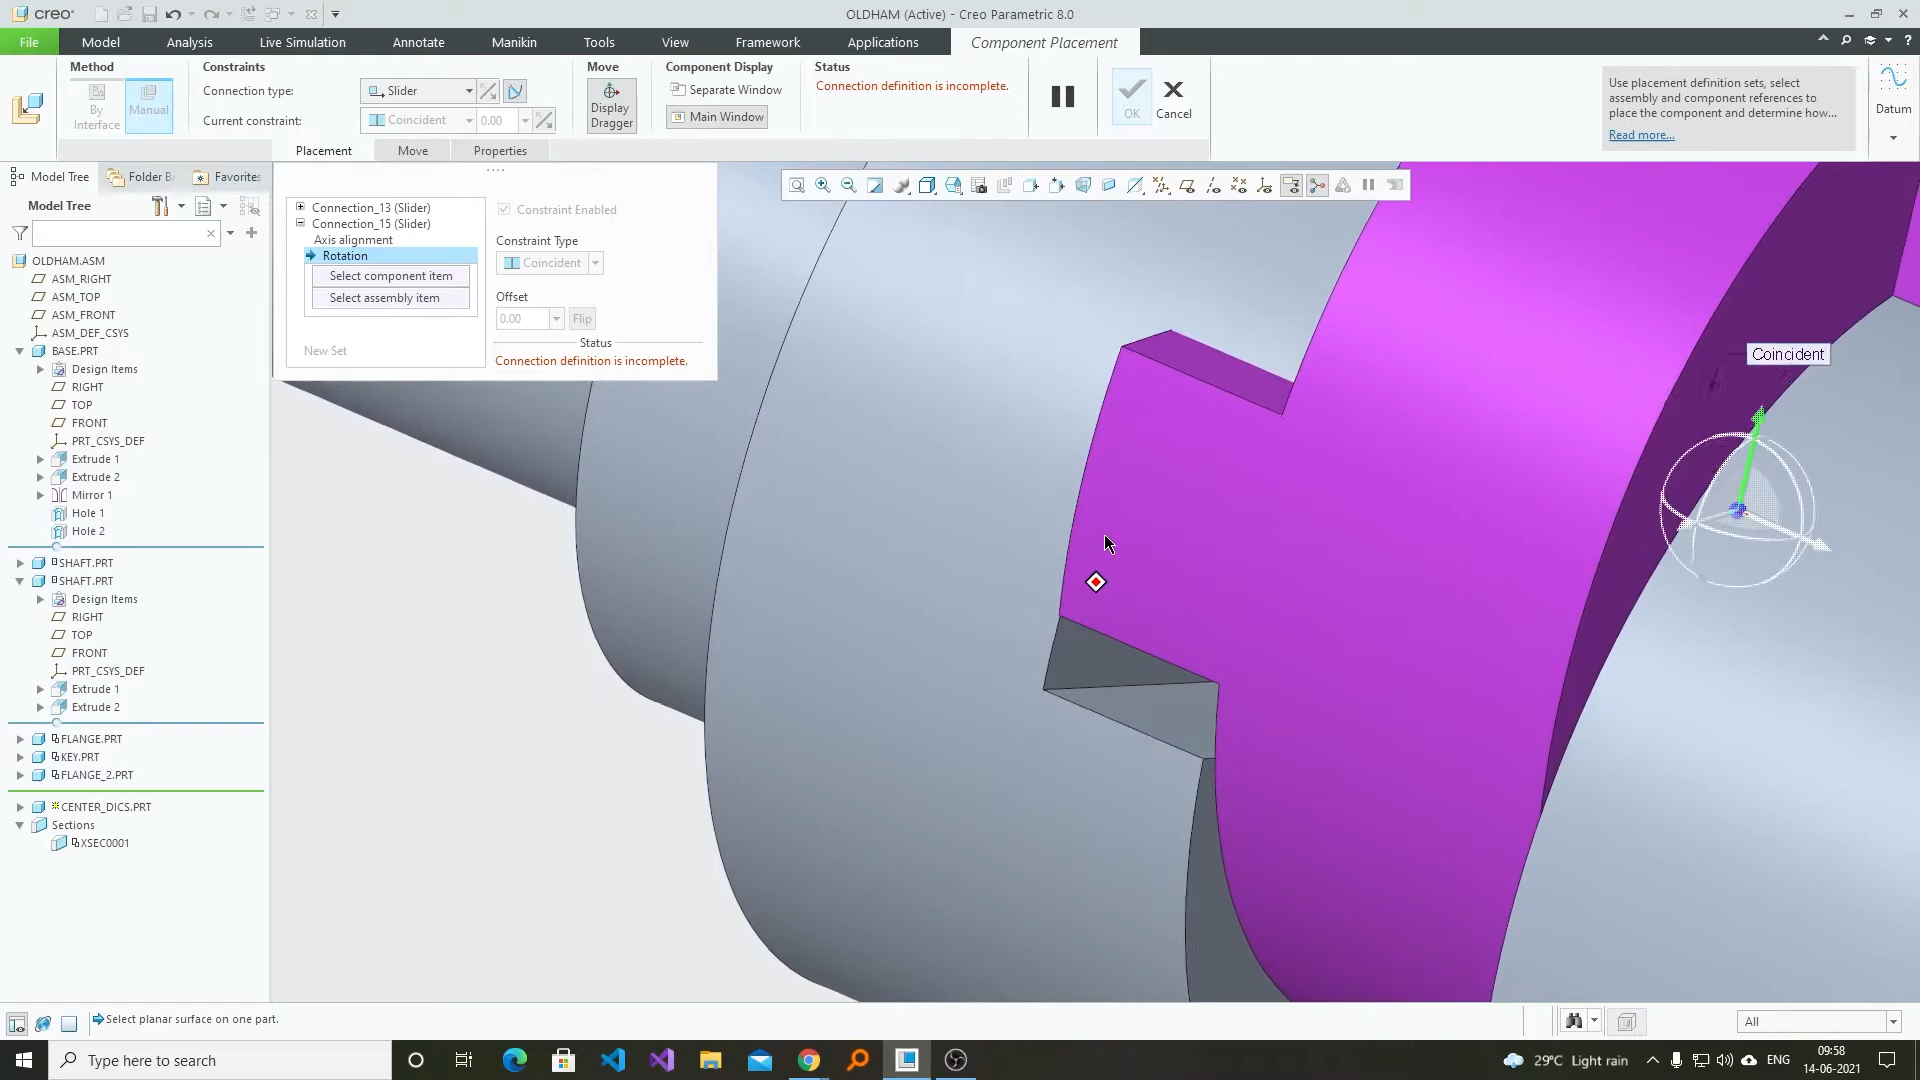 creo
OLDHAM (Active) - Creo Parametric 8.0
File
Model
Analysis
Live Simulation
Annotate
Manikin
Tools
View
Framework
Applications
Component Placement
Method
By Interface
Manual
Constraints
Connection type:
Slider
Current constraint:
Coincident
0.00
Move
Display Dragger
Component Display
Separate Window
Main Window
Status
Connection definition is incomplete.
OK
Cancel
Use placement definition sets, select
assembly and component references to
place the component and determine how...
Read more...
Datum
Placement
Move
Properties
Model Tree
Folder B
Favorites
Model Tree
OLDHAM.ASM
ASM_RIGHT
ASM_TOP
ASM_FRONT
ASM_DEF_CSYS
BASE.PRT
Design Items
RIGHT
TOP
FRONT
PRT_CSYS_DEF
Extrude 1
Extrude 2
Mirror 1
Hole 1
Hole 2
SHAFT.PRT
SHAFT.PRT
Design Items
RIGHT
TOP
FRONT
PRT_CSYS_DEF
Extrude 1
Extrude 2
FLANGE.PRT
KEY.PRT
FLANGE_2.PRT
CENTER_DICS.PRT
Sections
XSEC0001
Connection_13 (Slider)
Connection_15 (Slider)
Axis alignment
Rotation
Select component item
Select assembly item
New Set
Constraint Enabled
Constraint Type
Coincident
Offset
0.00
Flip
Status
Connection definition is incomplete.
Coincident
Select planar surface on one part.
All
Type here to search
29°C Light rain
ENG
09:58
14-06-2021